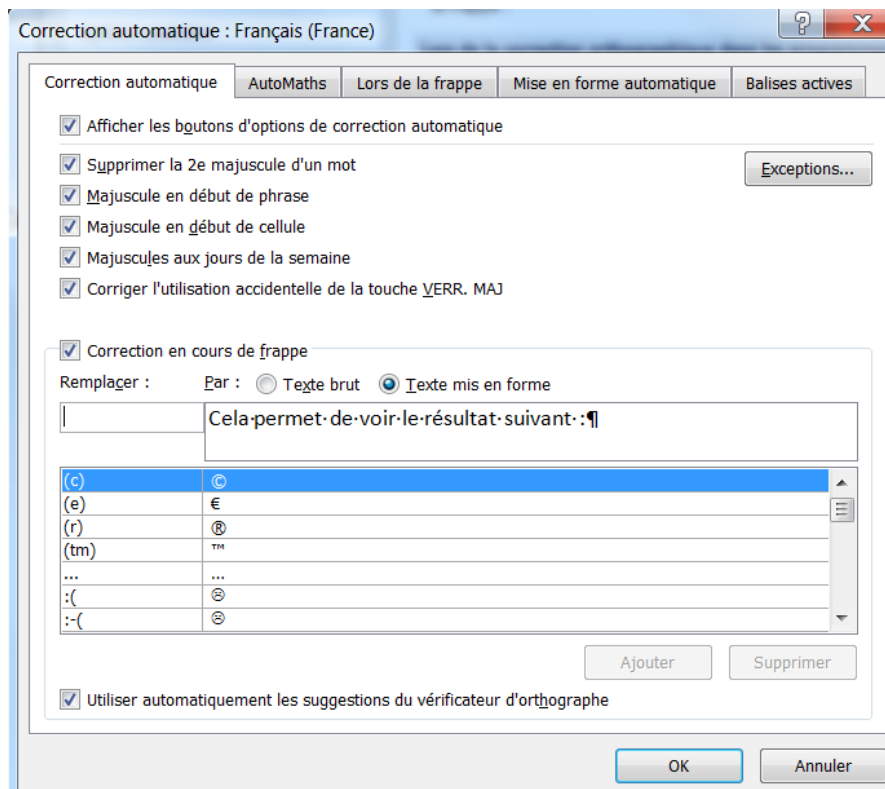 Correction automatique : Français (France)
Correction automatique AutoMaths Lors de la frappe Mise en forme automatique Balises actives
Afficher les boutons d'options de correction automatique
Supprimer la 2e majuscule d'un mot
Exceptions...
Majuscule en début de phrase
Majuscule en début de cellule
Majuscules aux jours de la semaine
Corriger l'utilisation accidentelle de la touche VERR. MAJ
Correction en cours de frappe
Remplacer : Par : Texte brut Texte mis en forme
Cela·permet·de·voir·le·résultat·suivant·:¶
(c) ©
(e) €
(r) ®
(tm) ™
... ...
:( ☹
:-( ☹
Ajouter Supprimer
Utiliser automatiquement les suggestions du vérificateur d'orthographe
OK Annuler